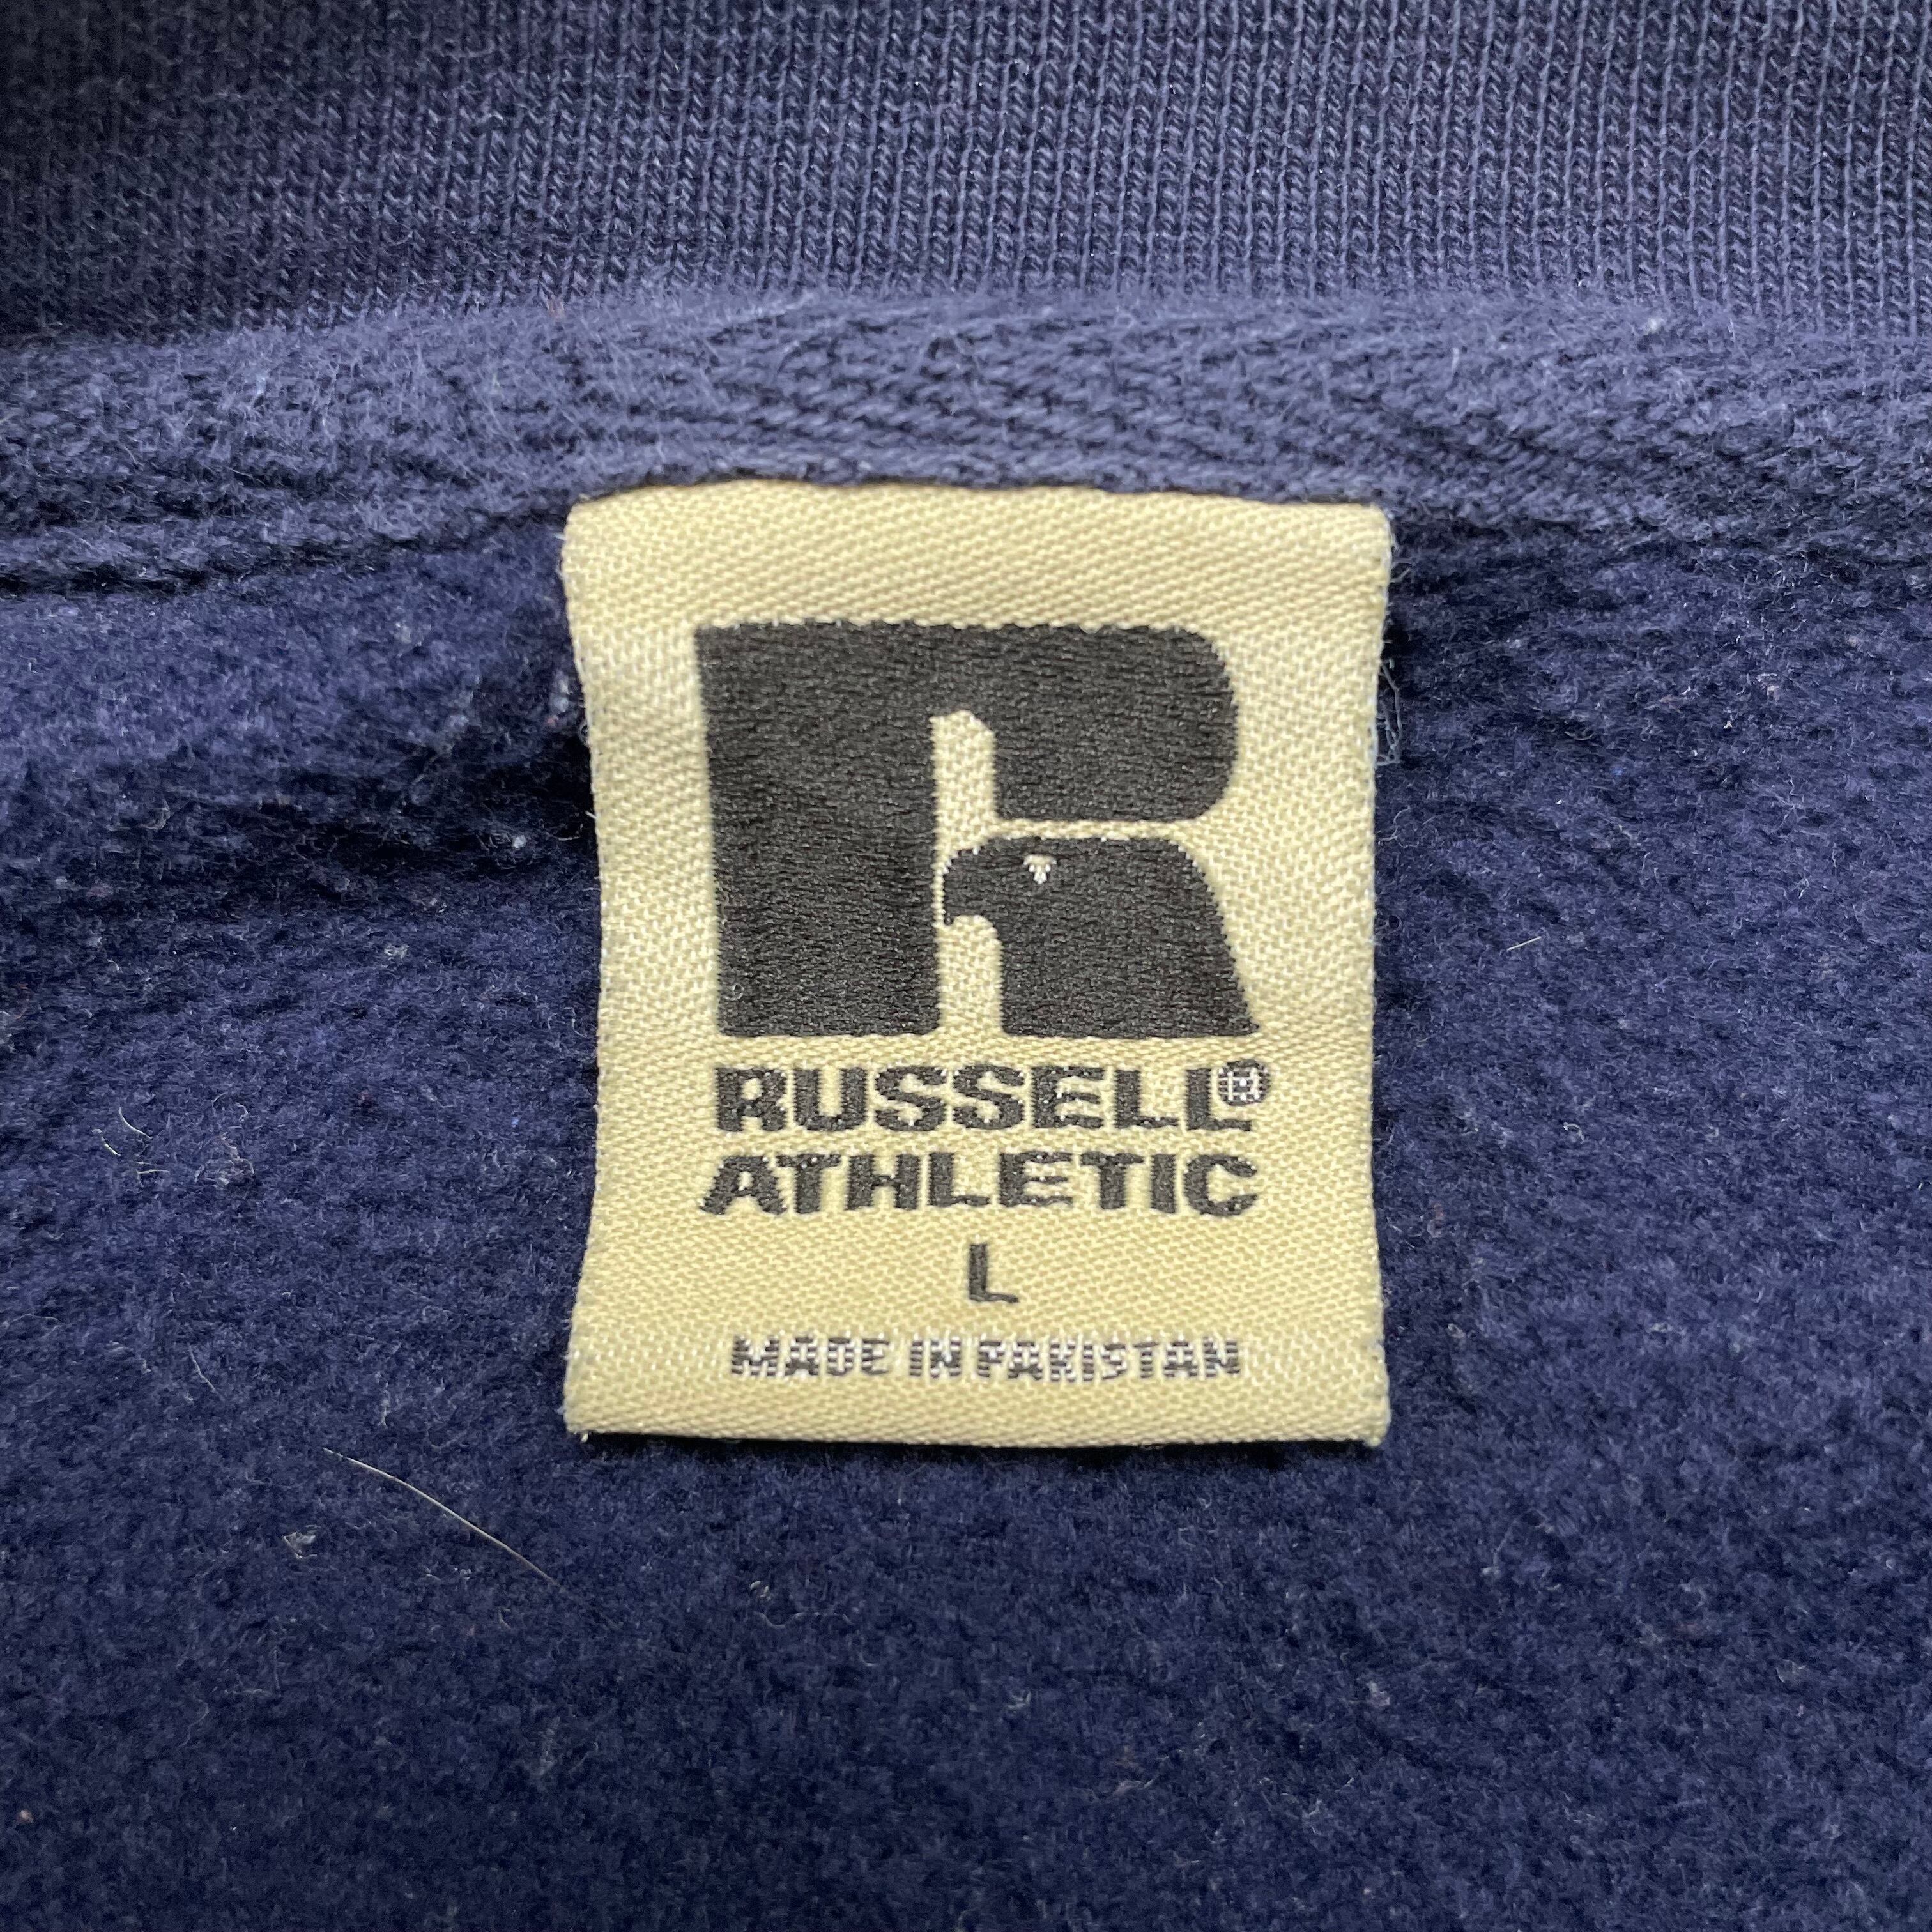 R
RUSSELL®
ATHLETIC
L
MADE IN PAKISTAN